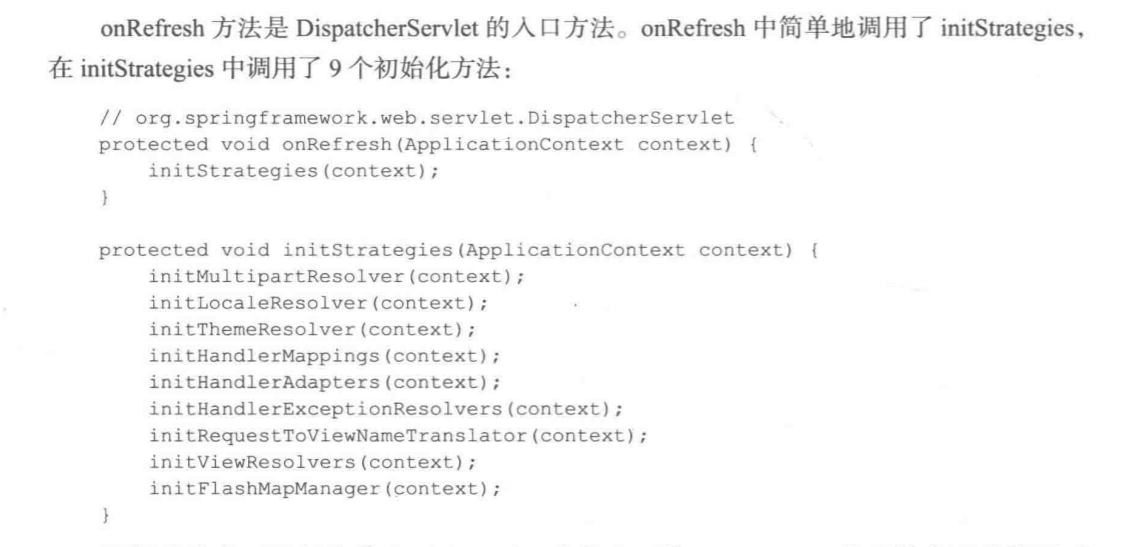 onRefresh 方法是 DispatcherServlet 的入口方法。onRefresh 中简单地调用了 initStrategies，
在 initStrategies 中调用了 9 个初始化方法：
// org.springframework.web.servlet.DispatcherServlet
protected void onRefresh(ApplicationContext context) {
    initStrategies(context);
}
protected void initStrategies(ApplicationContext context) {
    initMultipartResolver(context);
    initLocaleResolver(context);
    initThemeResolver(context);
    initHandlerMappings(context);
    initHandlerAdapters(context);
    initHandlerExceptionResolvers(context);
    initRequestToViewNameTranslator(context);
    initViewResolvers(context);
    initFlashMapManager(context);
}